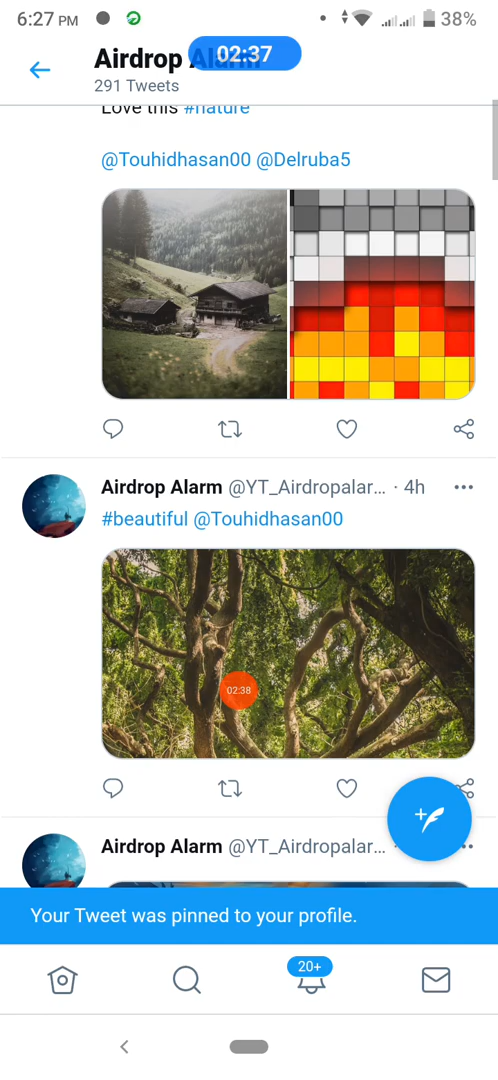 6:27 PM
38%
Airdrop Alarm
02:37
291 Tweets
Love this #nature
@Touhidhasan00 @Delruba5
Airdrop Alarm @YT_Airdropalar... · 4h
#beautiful @Touhidhasan00
02:38
Airdrop Alarm @YT_Airdropalar...
Your Tweet was pinned to your profile.
20+